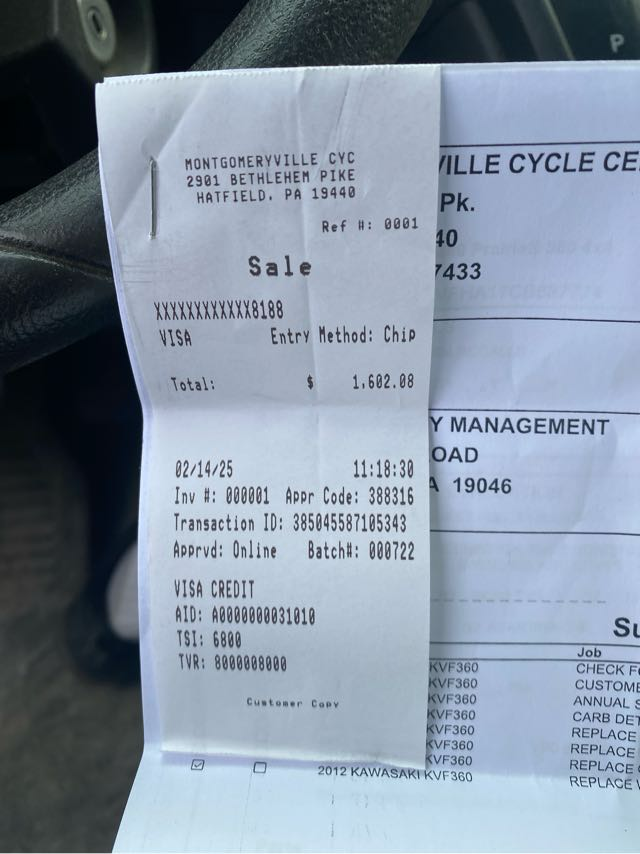 P
MONTGOMERYVILLE CYC
2901 BETHLEHEM PIKE
HATFIELD, PA 19440
Ref #: 0001
Sale
XXXXXXXXXXXX8188
VISA Entry Method: Chip
Total: $ 1,602.08
02/14/25 11:18:30
Inv #: 000001 Appr Code: 388316
Transaction ID: 385045587105343
Apprvd: Online Batch#: 000722
VISA CREDIT
AID: A0000000031010
TSI: 6800
TVR: 8000008000
Customer Copy
VILLE CYCLE CE
Pk.
40
7433
Y MANAGEMENT
OAD
A 19046
Su
Job
KVF360 CHECK F
KVF360 CUSTOME
KVF360 ANNUAL S
KVF360 CARB DET
KVF360 REPLACE
KVF360 REPLACE
KVF360 REPLACE
2012 KAWASAKI KVF360 REPLACE